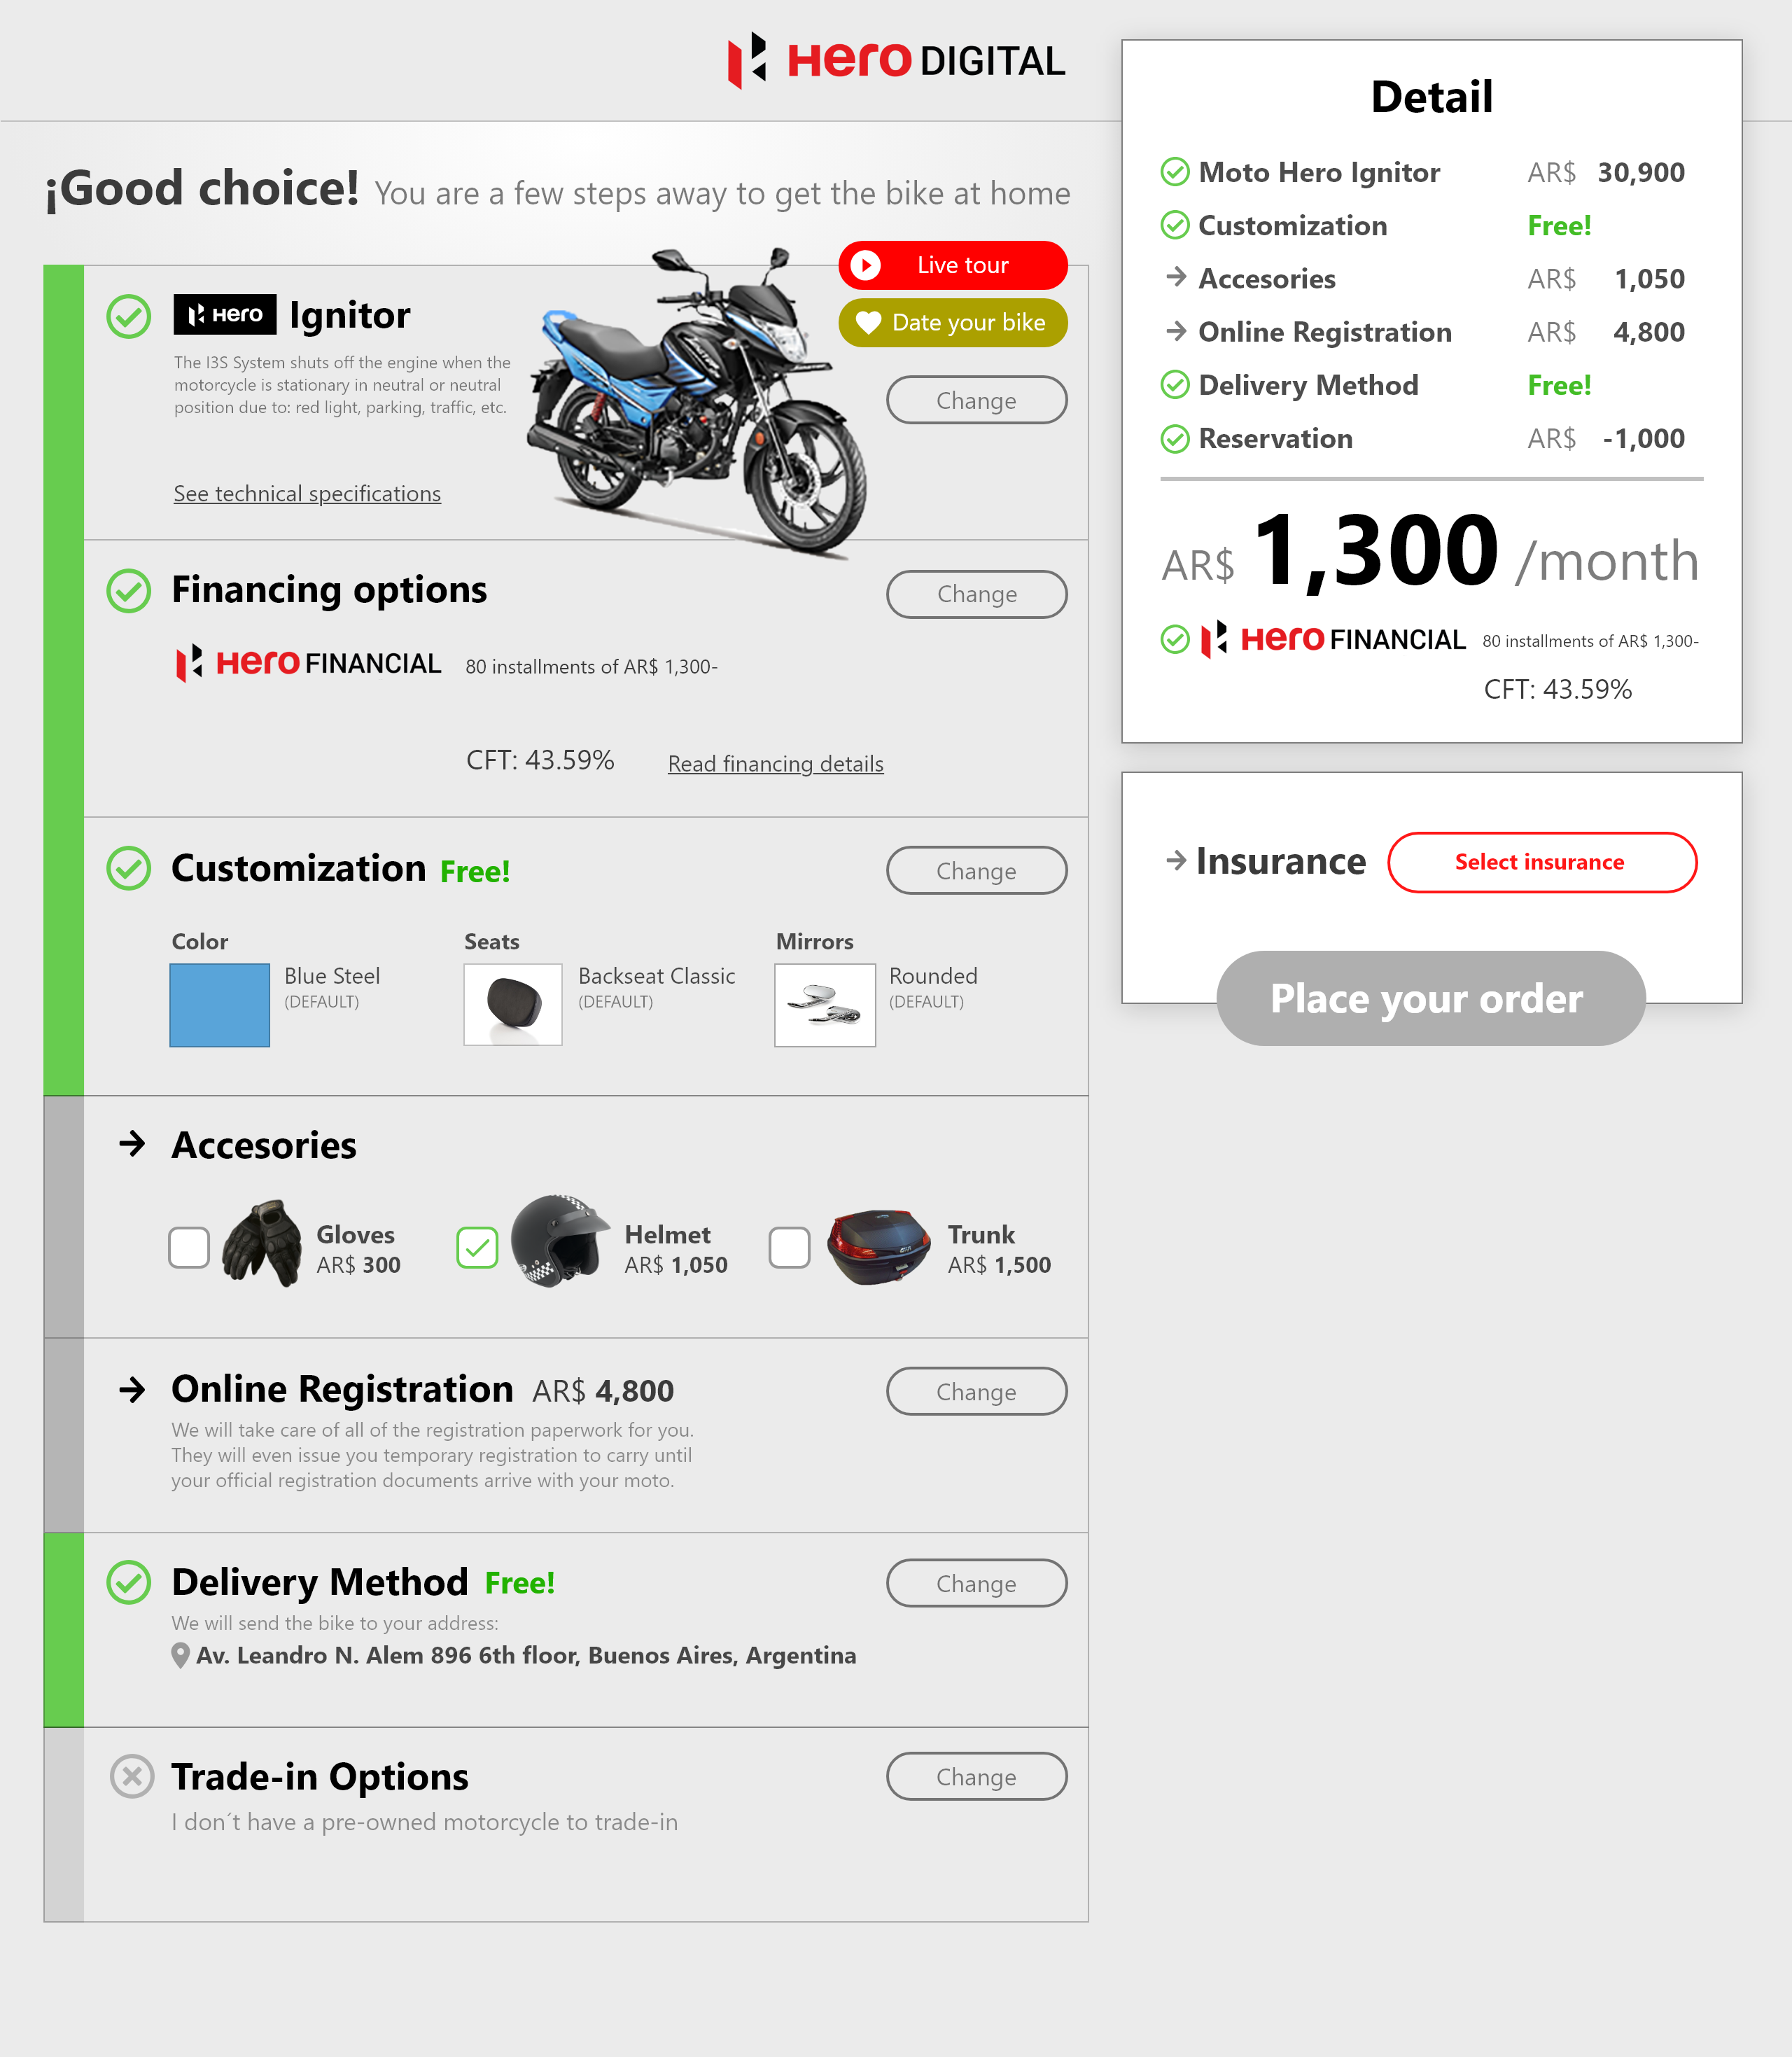 Hero DIGITAL
¡Good choice! You are a few steps away to get the bike at home
Live tour
Date your bike
Hero Ignitor
The I3S System shuts off the engine when the
motorcycle is stationary in neutral or neutral
position due to: red light, parking, traffic, etc.
Change
See technical specifications
Financing options
Change
Hero FINANCIAL 80 installments of AR$ 1,300-
CFT: 43.59% Read financing details
Customization Free!
Change
Color
Blue Steel
(DEFAULT)
Seats
Backseat Classic
(DEFAULT)
Mirrors
Rounded
(DEFAULT)
Accesories
Gloves
AR$ 300
Helmet
AR$ 1,050
Trunk
AR$ 1,500
Online Registration AR$ 4,800
Change
We will take care of all of the registration paperwork for you.
They will even issue you temporary registration to carry until
your official registration documents arrive with your moto.
Delivery Method Free!
Change
We will send the bike to your address:
Av. Leandro N. Alem 896 6th floor, Buenos Aires, Argentina
Trade-in Options
Change
I don´t have a pre-owned motorcycle to trade-in
Detail
Moto Hero Ignitor AR$ 30,900
Customization Free!
Accesories AR$ 1,050
Online Registration AR$ 4,800
Delivery Method Free!
Reservation AR$ -1,000
AR$ 1,300 /month
Hero FINANCIAL 80 installments of AR$ 1,300-
CFT: 43.59%
Insurance Select insurance
Place your order